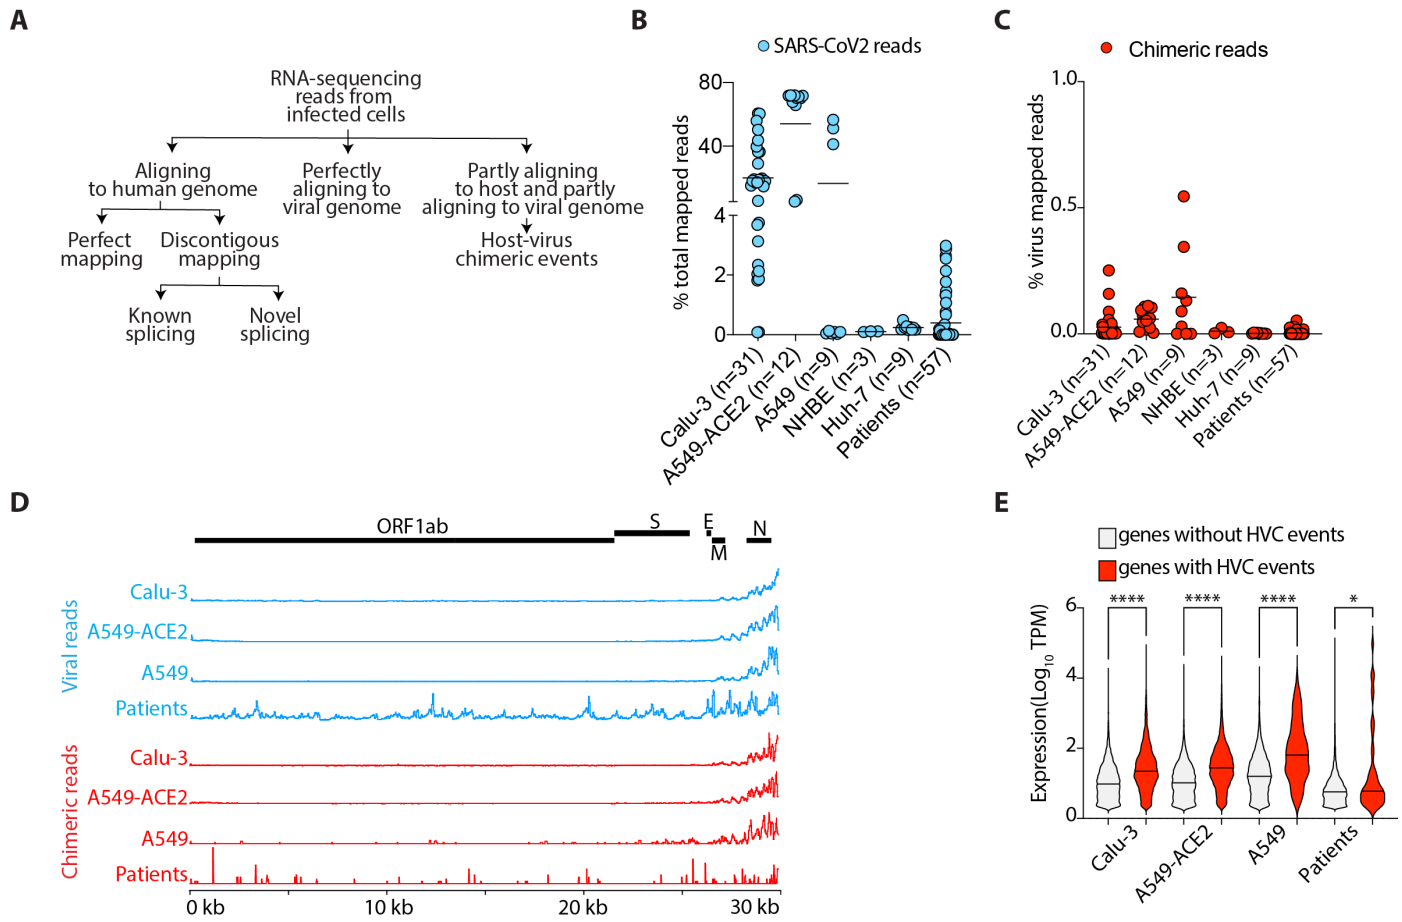 A
RNA-sequencing
reads from
infected cells
Aligning
to human genome
Perfectly
aligning to
viral genome
Partly aligning
to host and partly
aligning to viral genome
Perfect
mapping
Discontigous
mapping
Host-virus
chimeric events
Known
splicing
Novel
splicing
B
SARS-CoV2 reads
% total mapped reads
80
40
4
2
0
Calu-3 (n=31)
A549-ACE2 (n=12)
A549 (n=9)
NHBE (n=3)
Huh-7 (n=9)
Patients (n=57)
C
Chimeric reads
% virus mapped reads
1.0
0.5
0.0
Calu-3 (n=31)
A549-ACE2 (n=12)
A549 (n=9)
NHBE (n=3)
Huh-7 (n=9)
Patients (n=57)
D
ORF1ab
S
E
M
N
Viral reads
Calu-3
A549-ACE2
A549
Patients
Chimeric reads
Calu-3
A549-ACE2
A549
Patients
0 kb
10 kb
20 kb
30 kb
E
genes without HVC events
genes with HVC events
Expression(Log10 TPM)
6
4
2
0
****
****
****
*
Calu-3
A549-ACE2
A549
Patients